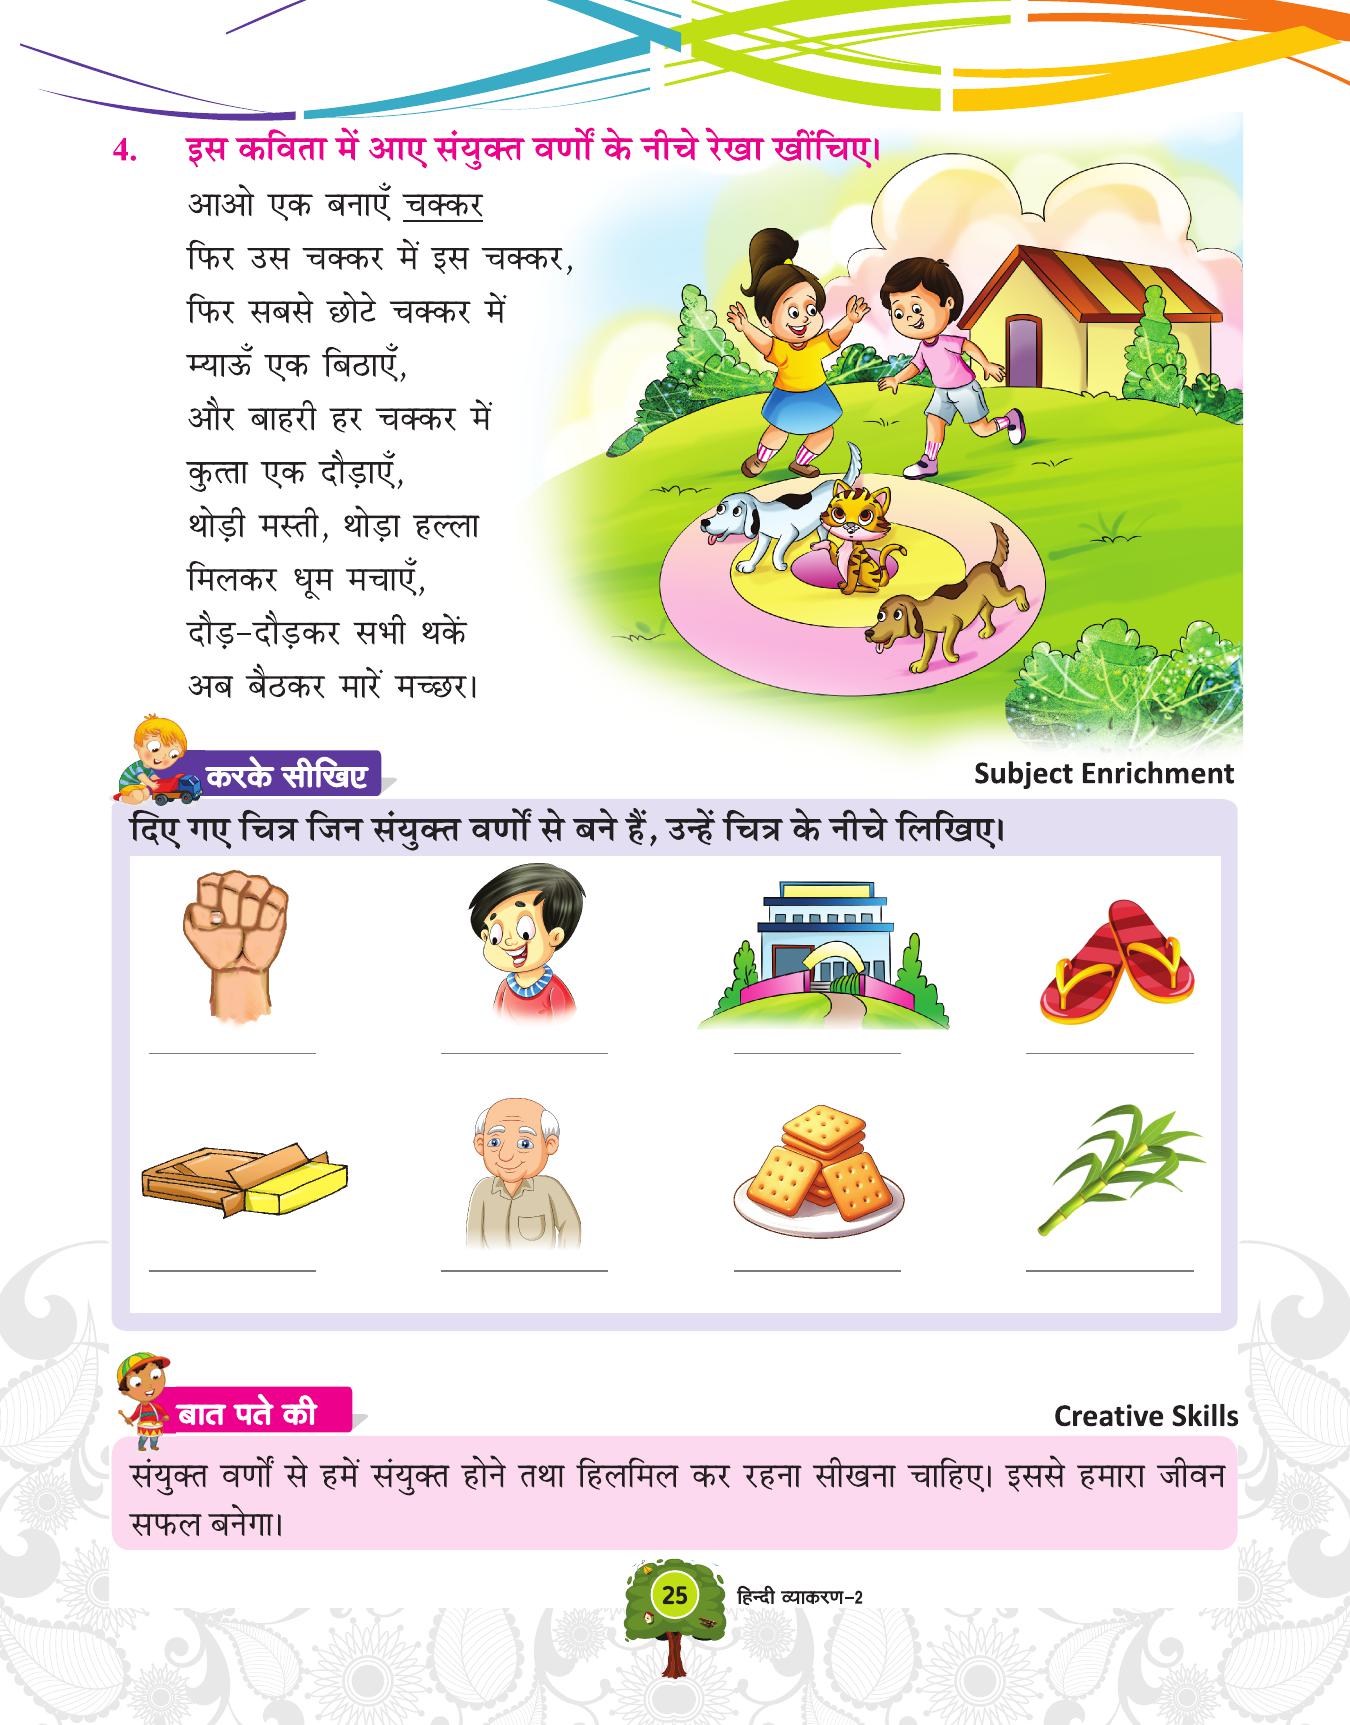 4. इस कविता में आए संयुक्त वर्णों के नीचे रेखा खींचिए।
आओ एक बनाएँ चक्कर
फिर उस चक्कर में इस चक्कर,
फिर सबसे छोटे चक्कर में
म्याऊँ एक बिठाएँ,
और बाहरी हर चक्कर में
कुत्ता एक दौड़ाएँ,
थोड़ी मस्ती, थोड़ा हल्ला
मिलकर धूम मचाएँ,
दौड़-दौड़कर सभी थकें
अब बैठकर मारें मच्छर।
करके सीखिए
Subject Enrichment
दिए गए चित्र जिन संयुक्त वर्णों से बने हैं, उन्हें चित्र के नीचे लिखिए।
बात पते की
Creative Skills
संयुक्त वर्णों से हमें संयुक्त होने तथा हिलमिल कर रहना सीखना चाहिए। इससे हमारा जीवन
सफल बनेगा।
25 हिन्दी व्याकरण-2